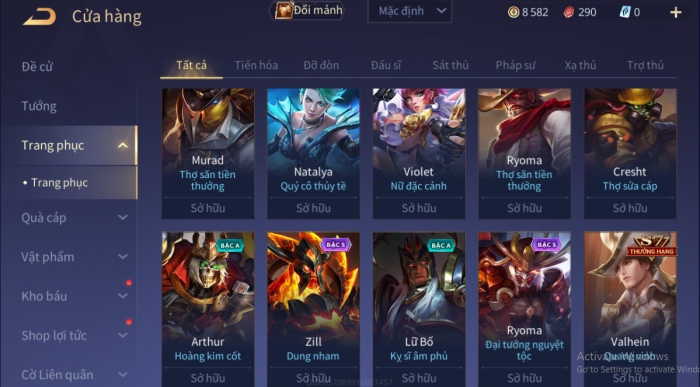 Cửa hàng
Đổi mảnh
Mặc định
8 582
290
0
Đề cử
Tướng
Trang phục
• Trang phục
Quà cáp
Vật phẩm
Kho báu
Shop lợi tức
Cờ Liên quân
Tất cả Tiến hóa Đỡ đòn Đấu sĩ Sát thủ Pháp sư Xạ thủ Trợ thủ
Murad
Thợ săn tiền
thưởng
Sở hữu
Natalya
Quý cô thủy tề
Sở hữu
Violet
Nữ đặc cảnh
Sở hữu
Ryoma
Thợ săn tiền
thưởng
Sở hữu
Cresht
Thợ sửa cáp
Sở hữu
BẬC A
Arthur
Hoàng kim cốt
Sở hữu
BẬC S
Zill
Dung nham
Sở hữu
BẬC A
Lữ Bố
Kỵ sĩ âm phủ
Sở hữu
BẬC S
Ryoma
Đại tướng nguyệt
tộc
Sở hữu
S7
THƯỞNG HẠNG
Valhein
Quang vinh
Sở hữu
Activate Windows
Go to Settings to activate Wind